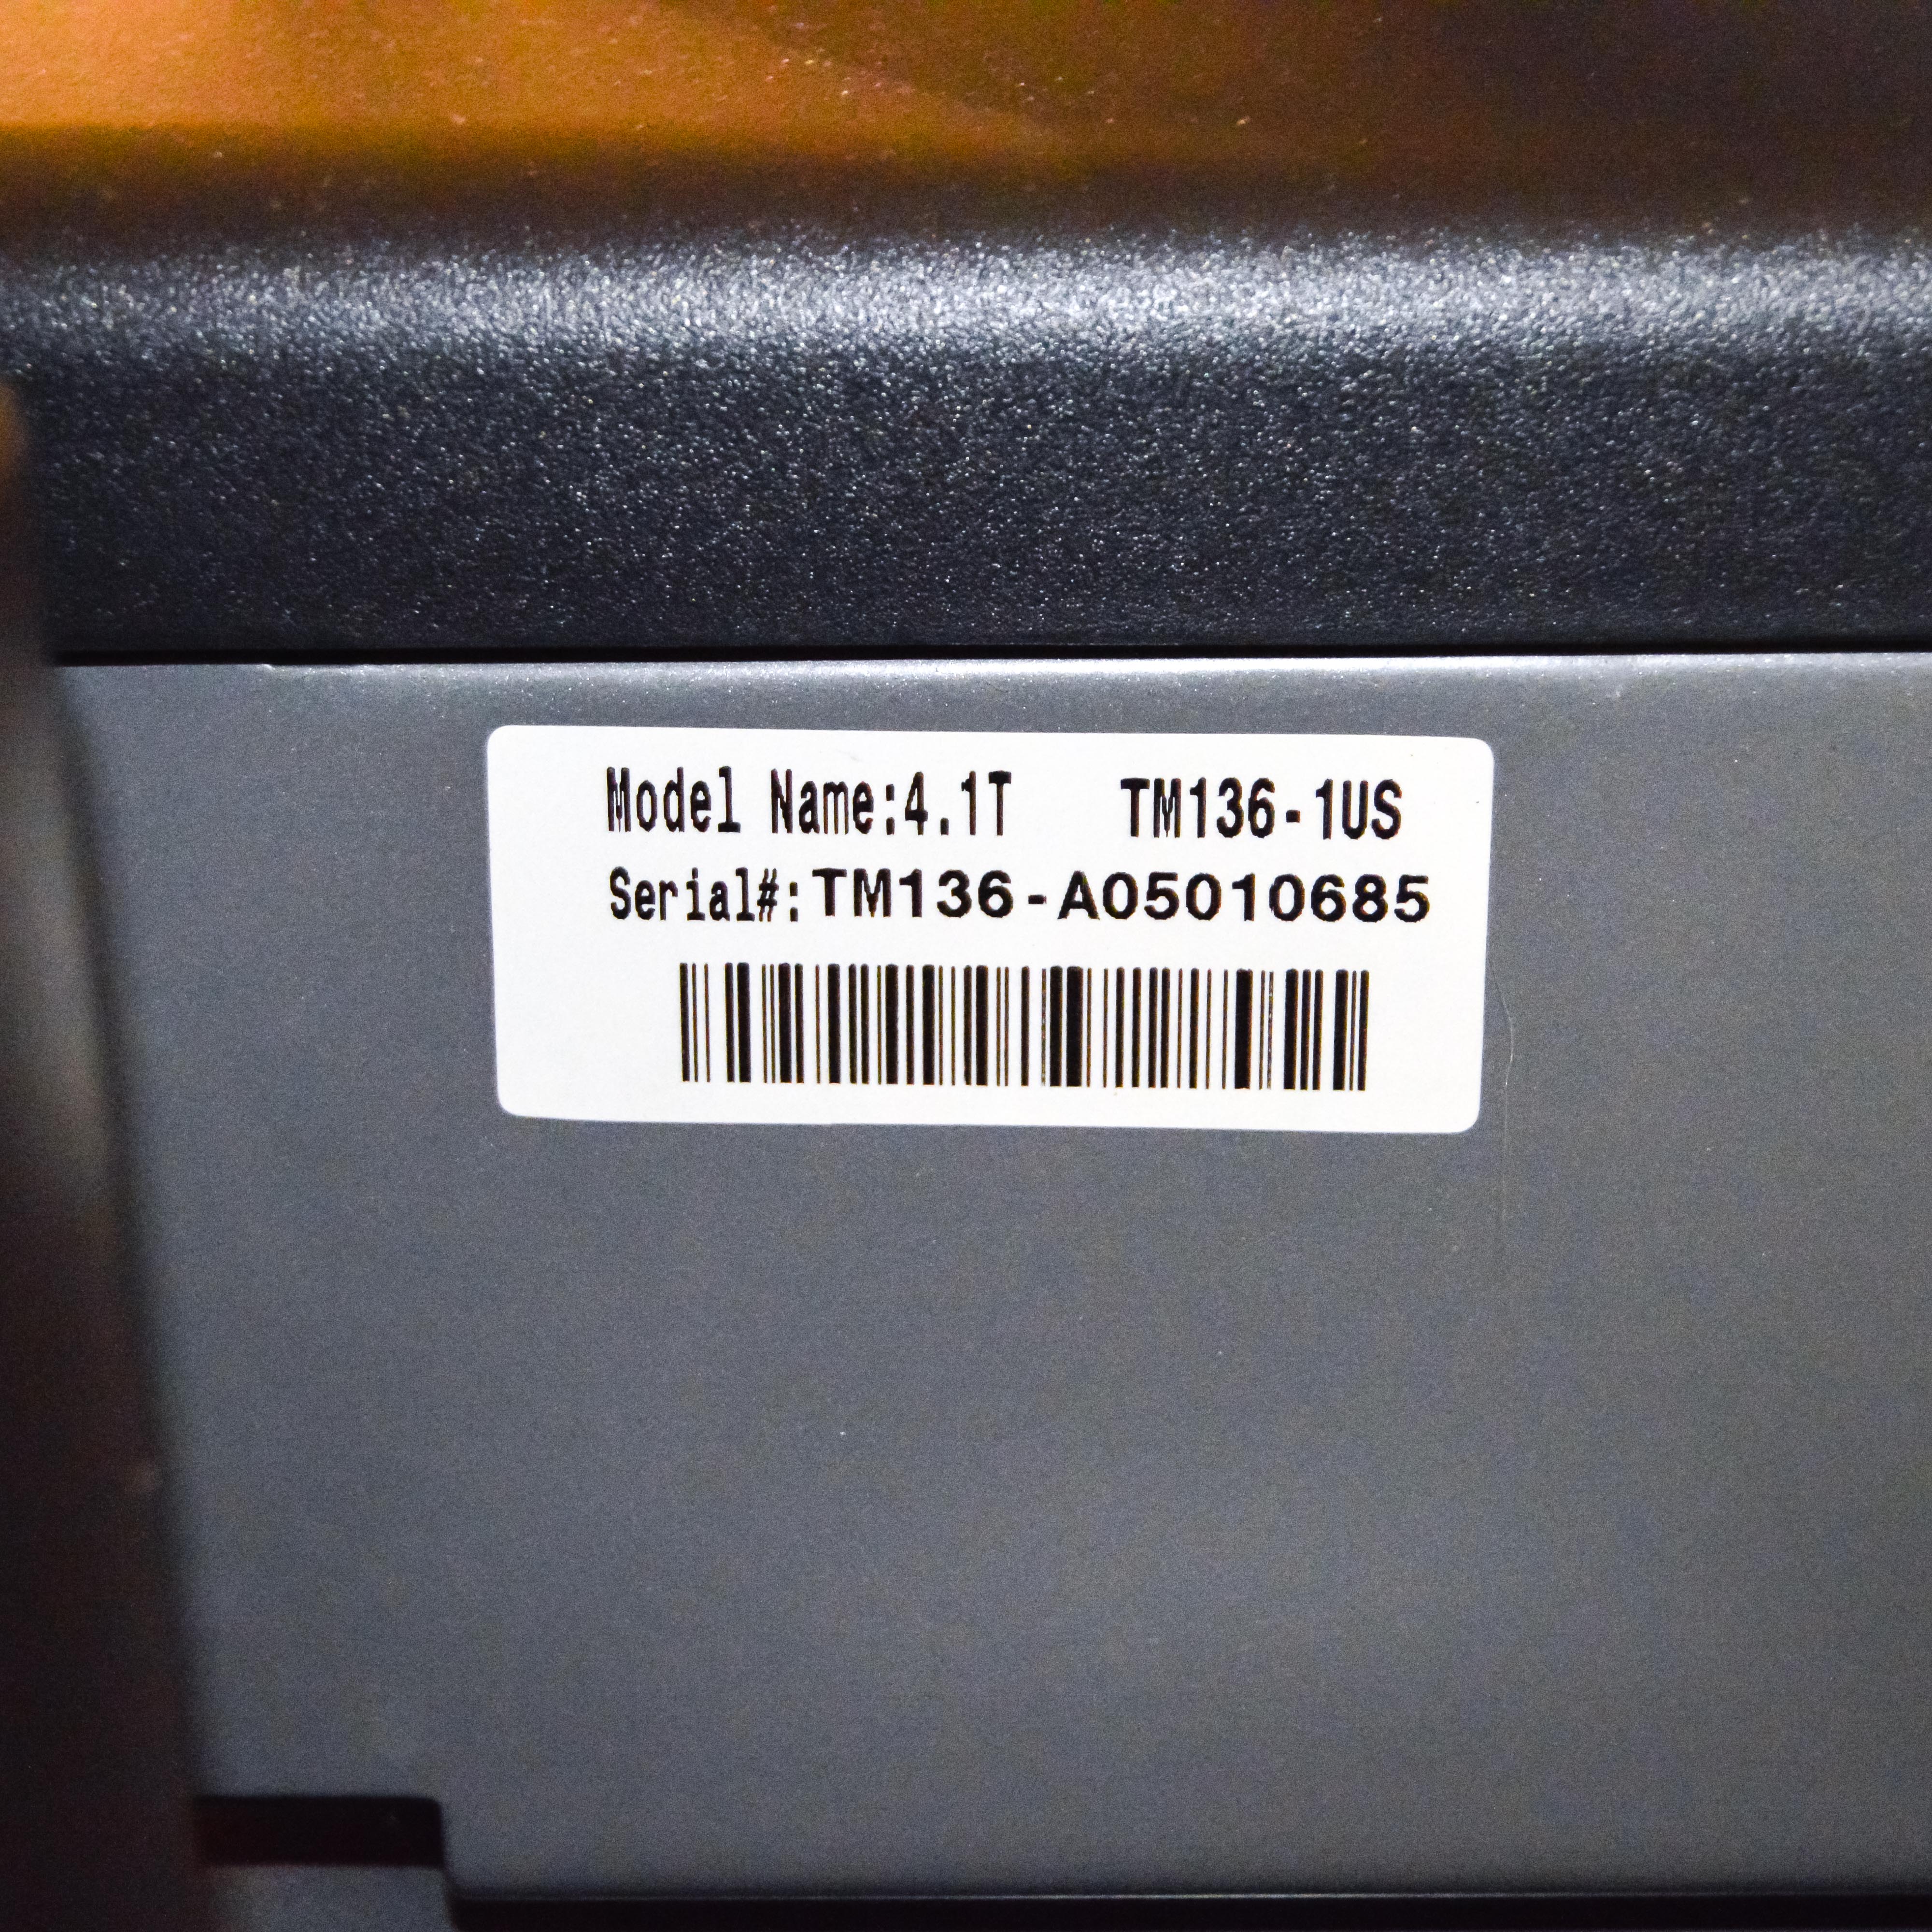 Model Name:4.1T TM136-1US
Serial#:TM136-A05010685